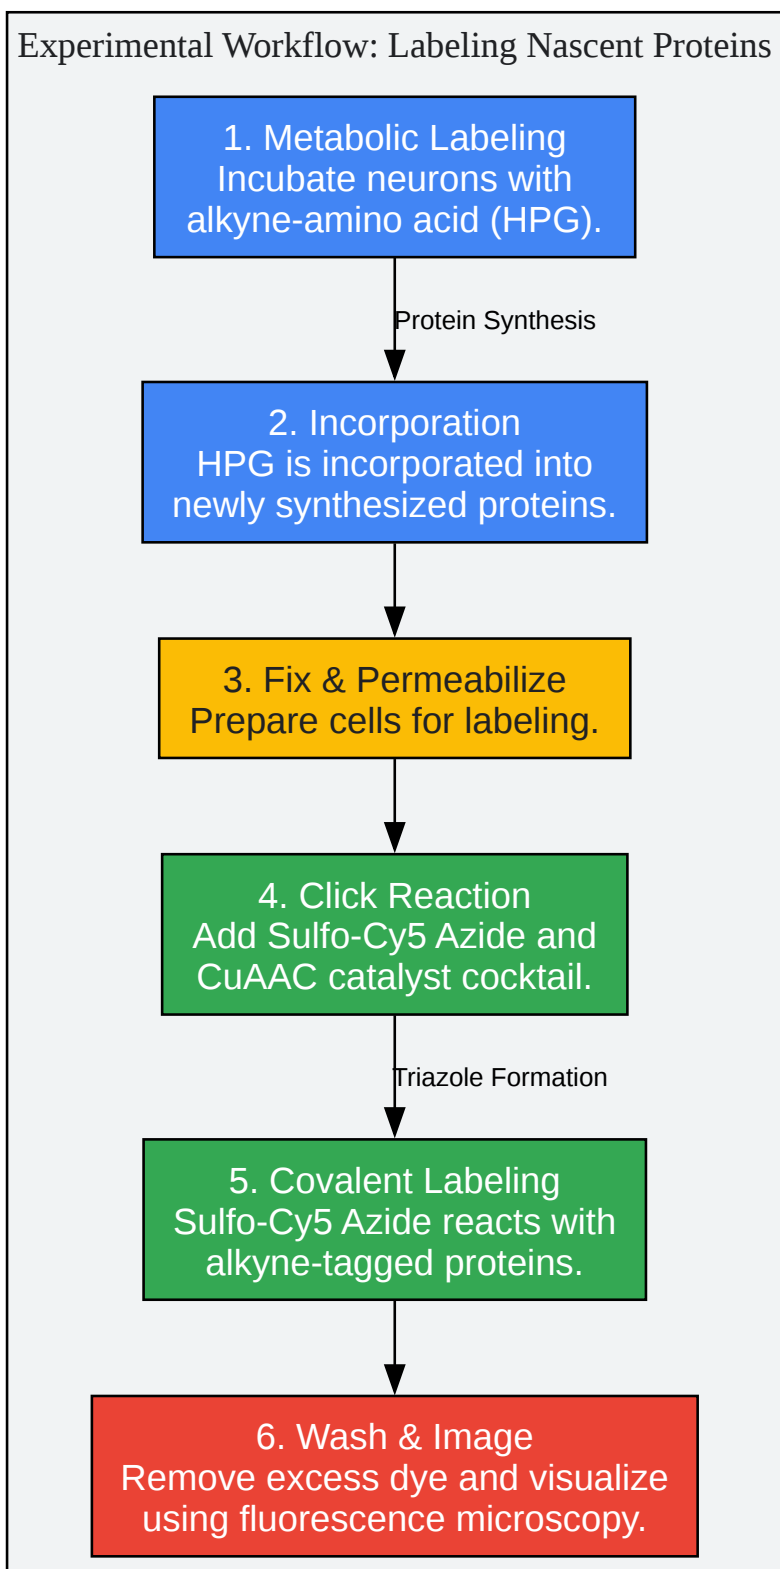 Experimental Workflow: Labeling Nascent Proteins
1. Metabolic Labeling
Incubate neurons with
alkyne-amino acid (HPG).
Protein Synthesis
2. Incorporation
HPG is incorporated into
newly synthesized proteins.
3. Fix & Permeabilize
Prepare cells for labeling.
4. Click Reaction
Add Sulfo-Cy5 Azide and
CuAAC catalyst cocktail.
Triazole Formation
5. Covalent Labeling
Sulfo-Cy5 Azide reacts with
alkyne-tagged proteins.
6. Wash & Image
Remove excess dye and visualize
using fluorescence microscopy.